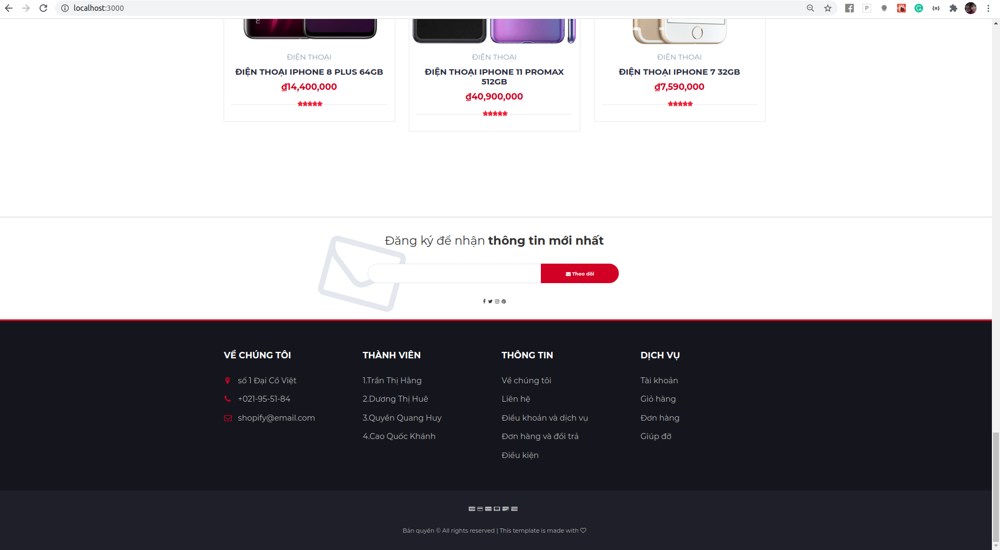 localhost:3000
ĐIỆN THOẠI
ĐIỆN THOẠI IPHONE 8 PLUS 64GB
₫14,400,000
ĐIỆN THOẠI
ĐIỆN THOẠI IPHONE 11 PROMAX
512GB
₫40,900,000
ĐIỆN THOẠI
ĐIỆN THOẠI IPHONE 7 32GB
₫7,590,000
Đăng ký để nhận thông tin mới nhất
Theo dõi
VỀ CHÚNG TÔI
số 1 Đại Cồ Việt
+021-95-51-84
shopify@email.com
THÀNH VIÊN
1.Trần Thị Hằng
2.Dương Thị Huê
3.Quyền Quang Huy
4.Cao Quốc Khánh
THÔNG TIN
Về chúng tôi
Liên hệ
Điều khoản và dịch vụ
Đơn hàng và đổi trả
Điều kiện
DỊCH VỤ
Tài khoản
Giỏ hàng
Đơn hàng
Giúp đỡ
VISA
Bản quyền © All rights reserved | This template is made with